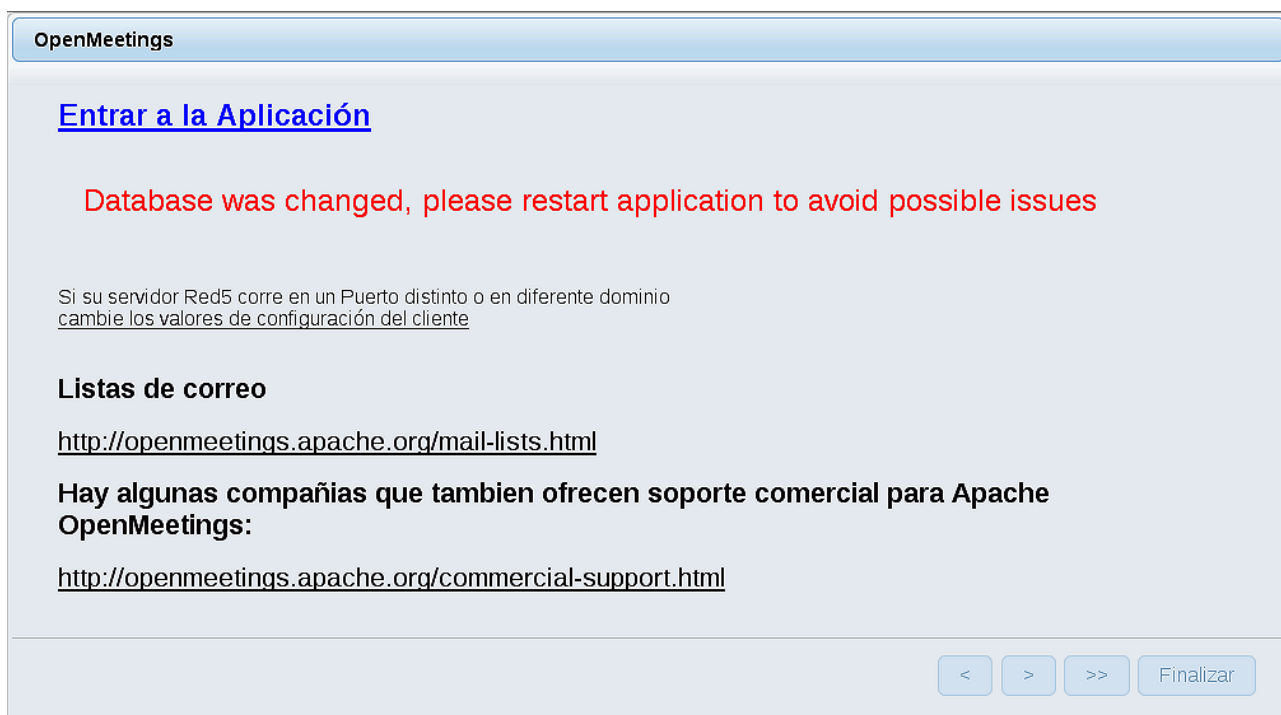 OpenMeetings
Entrar a la Aplicación
Database was changed, please restart application to avoid possible issues
Si su servidor Red5 corre en un Puerto distinto o en diferente dominio
cambie los valores de configuración del cliente
Listas de correo
http://openmeetings.apache.org/mail-lists.html
Hay algunas compañias que tambien ofrecen soporte comercial para Apache
OpenMeetings:
http://openmeetings.apache.org/commercial-support.html
< > >> Finalizar